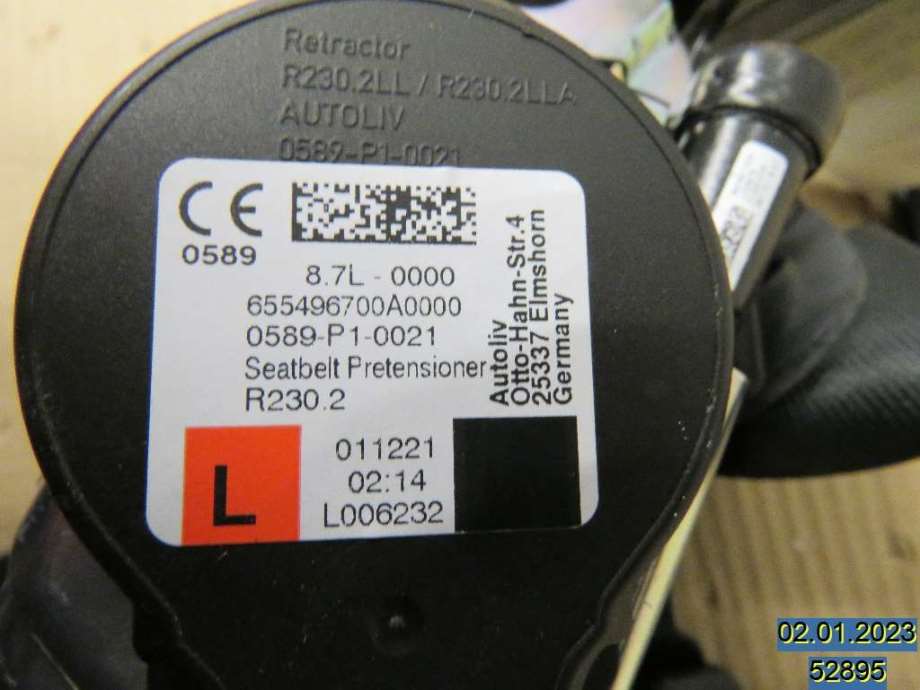 Retractor
R230.2LL / R230.2LLA
AUTOLIV
0589-P1-0021
CE
0589
8.7L - 0000
655496700A0000
0589-P1-0021
Seatbelt Pretensioner
R230.2
Autoliv
Otto-Hahn-Str.4
25337 Elmshorn
Germany
L
011221
02:14
L006232
02.01.2023
52895